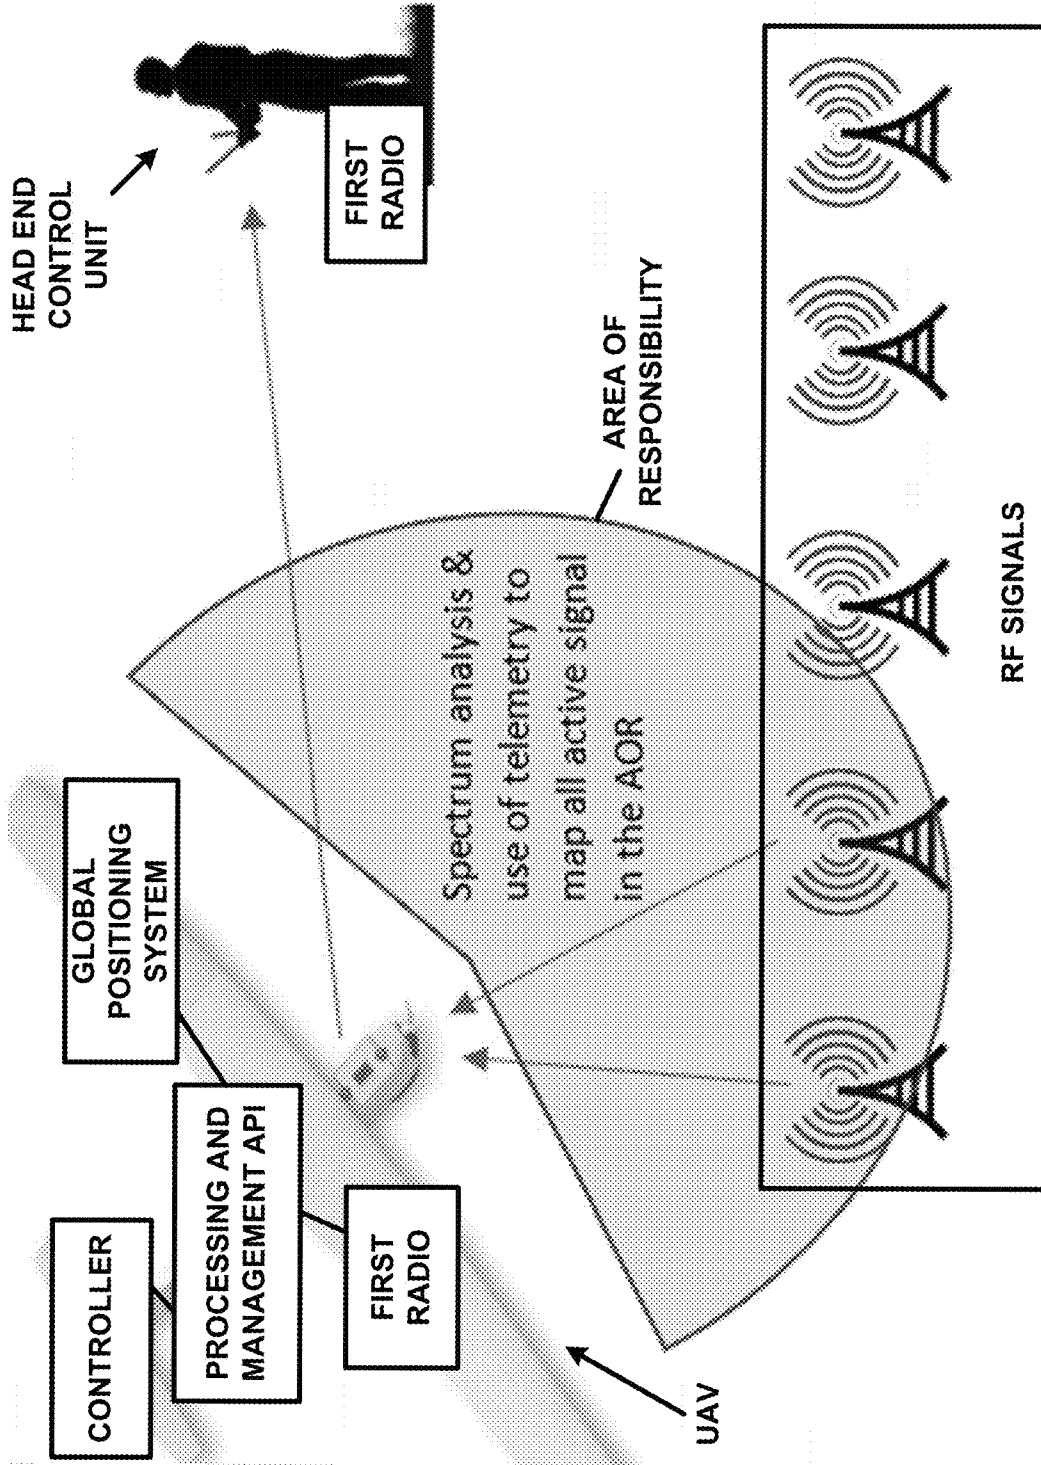 CONTROLLER
PROCESSING AND
MANAGEMENT API
GLOBAL
POSITIONING
SYSTEM
FIRST
RADIO
UAV
HEAD END
CONTROL
UNIT
FIRST
RADIO
Spectrum analysis &
use of telemetry to
map all active signal
in the AOR
AREA OF
RESPONSIBILITY
RF SIGNALS